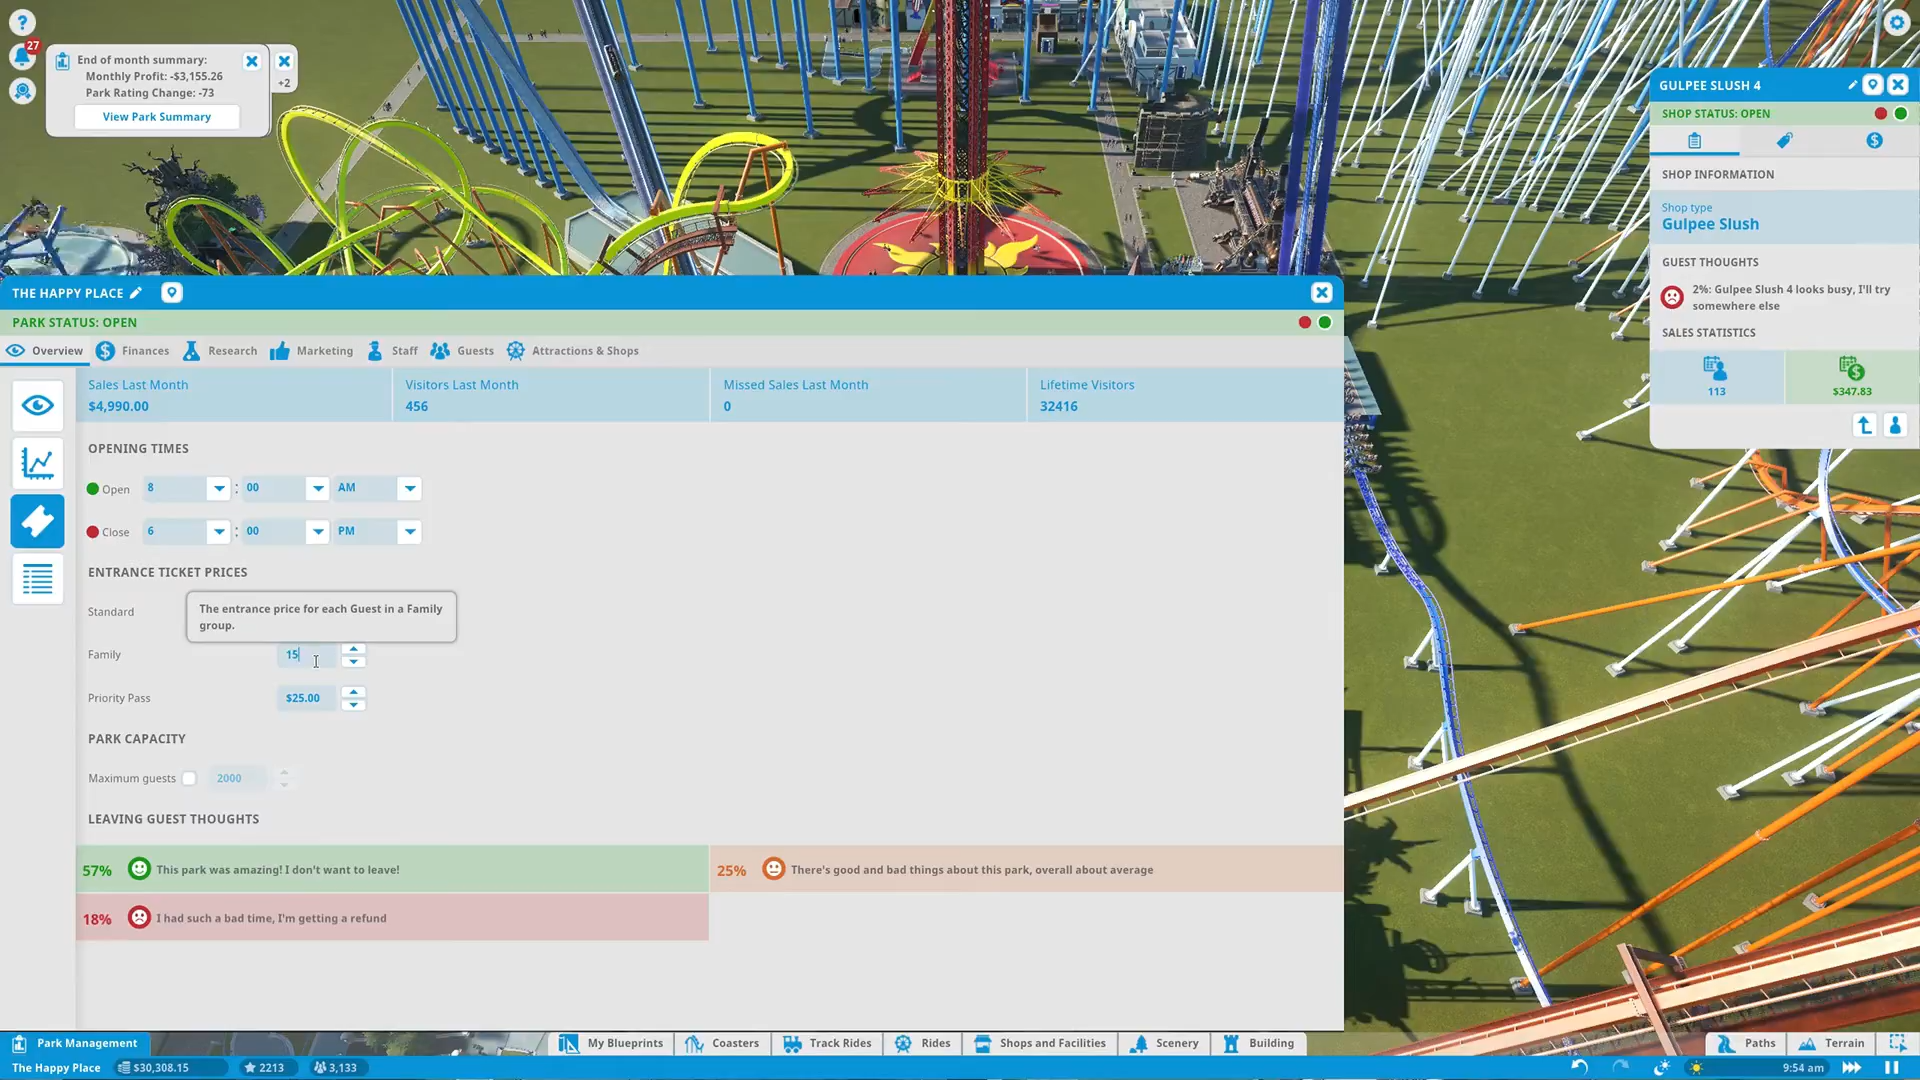 ?
27
End of month summary:
Monthly Profit: -$3,155.26
Park Rating Change: -73
View Park Summary
+2
GULPEE SLUSH 4
SHOP STATUS: OPEN
SHOP INFORMATION
Shop type
Gulpee Slush
GUEST THOUGHTS
2%: Gulpee Slush 4 looks busy, I'll try
somewhere else
SALES STATISTICS
113 $347.83
THE HAPPY PLACE
PARK STATUS: OPEN
Overview Finances Research Marketing Staff Guests Attractions & Shops
Sales Last Month Visitors Last Month Missed Sales Last Month Lifetime Visitors
$4,990.00 456 0 32416
OPENING TIMES
Open 8 : 00 AM
Close 6 : 00 PM
ENTRANCE TICKET PRICES
Standard
The entrance price for each Guest in a Family
group.
Family 15
Priority Pass $25.00
PARK CAPACITY
Maximum guests 2000
LEAVING GUEST THOUGHTS
57% This park was amazing! I don't want to leave!
25% There's good and bad things about this park, overall about average
18% I had such a bad time, I'm getting a refund
Park Management My Blueprints Coasters Track Rides Rides Shops and Facilities Scenery Building Paths Terrain
The Happy Place $30,308.15 2213 3,133 9:54 am